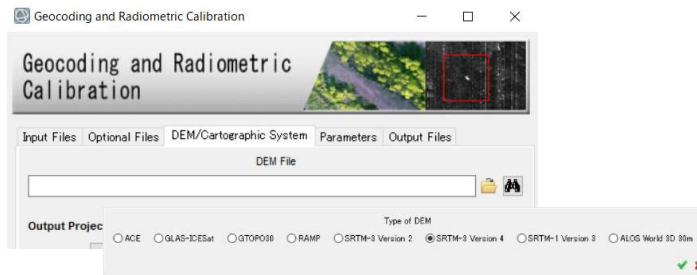 Geocoding and Radiometric Calibration
Geocoding and Radiometric
Calibration
Input Files Optional Files DEM/Cartographic System Parameters Output Files
DEM File
Output Projec
Type of DEM
ACE GLAS-ICESat GTOPO30 RAMP SRTM-3 Version 2 SRTM-3 Version 4 SRTM-1 Version 3 ALOS World 3D 30m